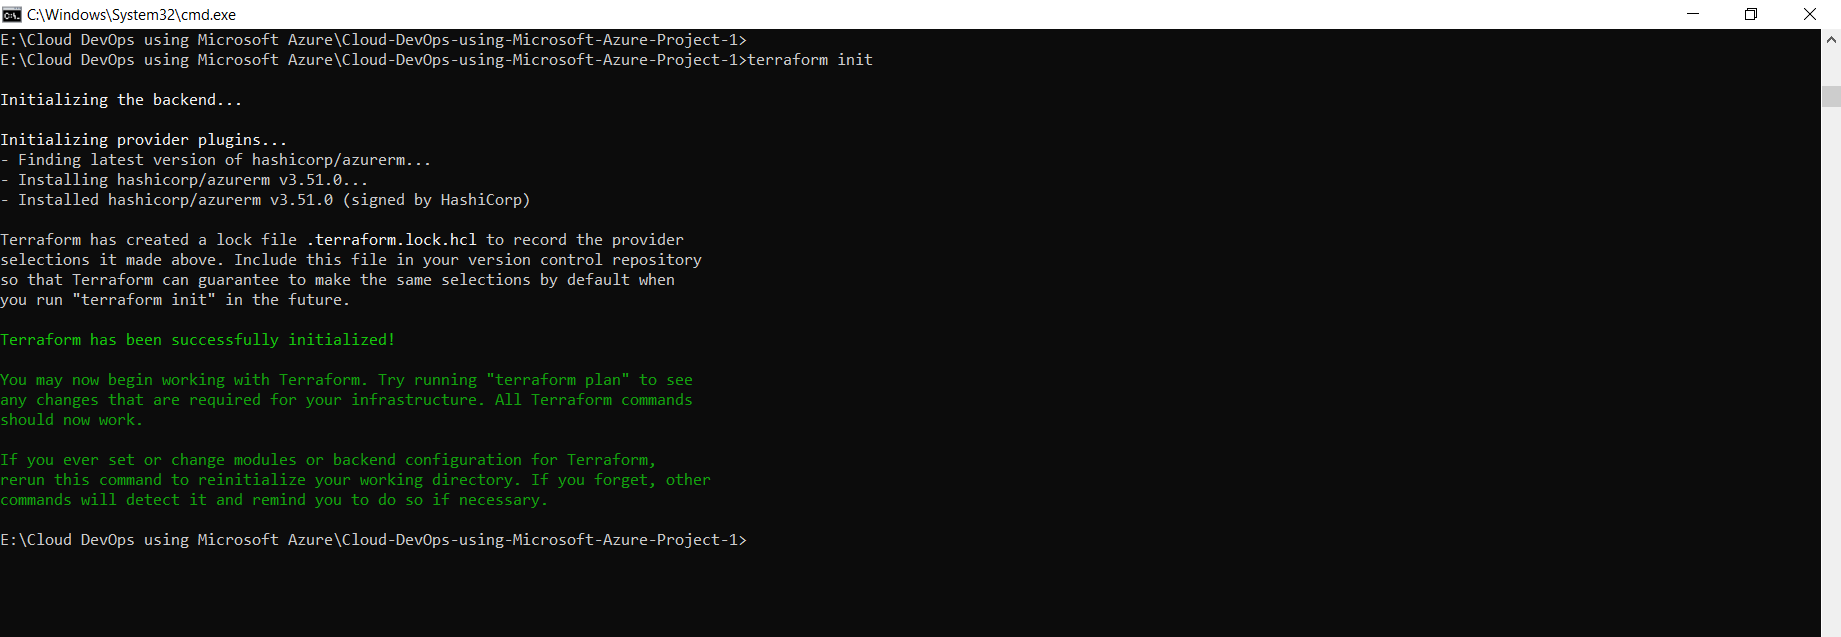 C:\Windows\System32\cmd.exe
E:\Cloud DevOps using Microsoft Azure\Cloud-DevOps-using-Microsoft-Azure-Project-1>
E:\Cloud DevOps using Microsoft Azure\Cloud-DevOps-using-Microsoft-Azure-Project-1>terraform init
Initializing the backend...
Initializing provider plugins...
- Finding latest version of hashicorp/azurerm...
- Installing hashicorp/azurerm v3.51.0...
- Installed hashicorp/azurerm v3.51.0 (signed by HashiCorp)
Terraform has created a lock file .terraform.lock.hcl to record the provider
selections it made above. Include this file in your version control repository
so that Terraform can guarantee to make the same selections by default when
you run "terraform init" in the future.
Terraform has been successfully initialized!
You may now begin working with Terraform. Try running "terraform plan" to see
any changes that are required for your infrastructure. All Terraform commands
should now work.
If you ever set or change modules or backend configuration for Terraform,
rerun this command to reinitialize your working directory. If you forget, other
commands will detect it and remind you to do so if necessary.
E:\Cloud DevOps using Microsoft Azure\Cloud-DevOps-using-Microsoft-Azure-Project-1>